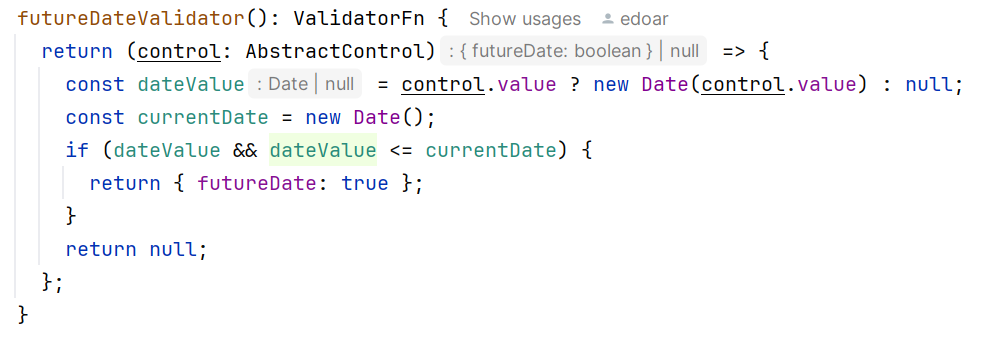 futureDateValidator(): ValidatorFn { Show usages edoar
return (control: AbstractControl) : { futureDate: boolean } | null => {
const dateValue : Date | null = control.value ? new Date(control.value) : null;
const currentDate = new Date();
if (dateValue && dateValue <= currentDate) {
return { futureDate: true };
}
return null;
};
}